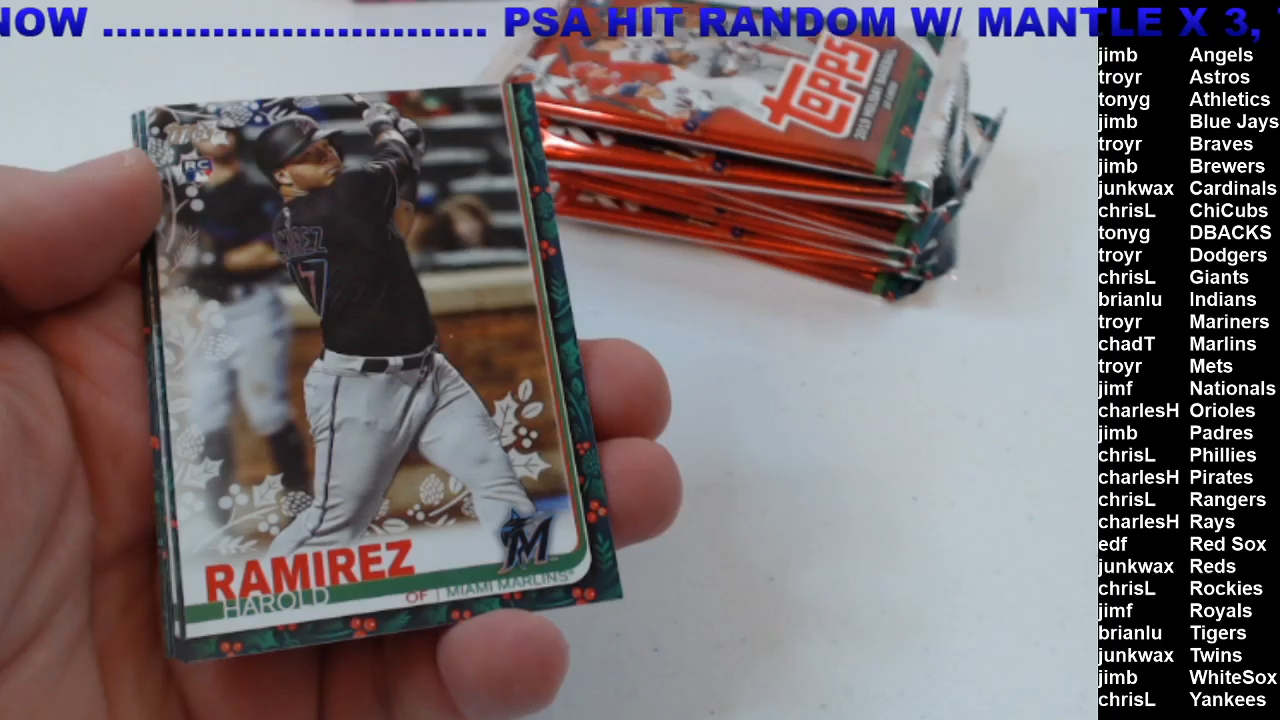 NOW ............................ PSA HIT RANDOM W/ MANTLE X 3,
jimb Angels
troyr Astros
tonyg Athletics
jimb Blue Jays
troyr Braves
jimb Brewers
junkwax Cardinals
chrisL ChiCubs
tonyg DBACKS
troyr Dodgers
chrisL Giants
brianlu Indians
troyr Mariners
chadT Marlins
troyr Mets
jimf Nationals
charlesH Orioles
jimb Padres
chrisL Phillies
charlesH Pirates
chrisL Rangers
charlesH Rays
edf Red Sox
junkwax Reds
chrisL Rockies
jimf Royals
brianlu Tigers
junkwax Twins
jimb WhiteSox
chrisL Yankees
TOPPS
RC
17
RAMIREZ
HAROLD
OF | MIAMI MARLINS
M